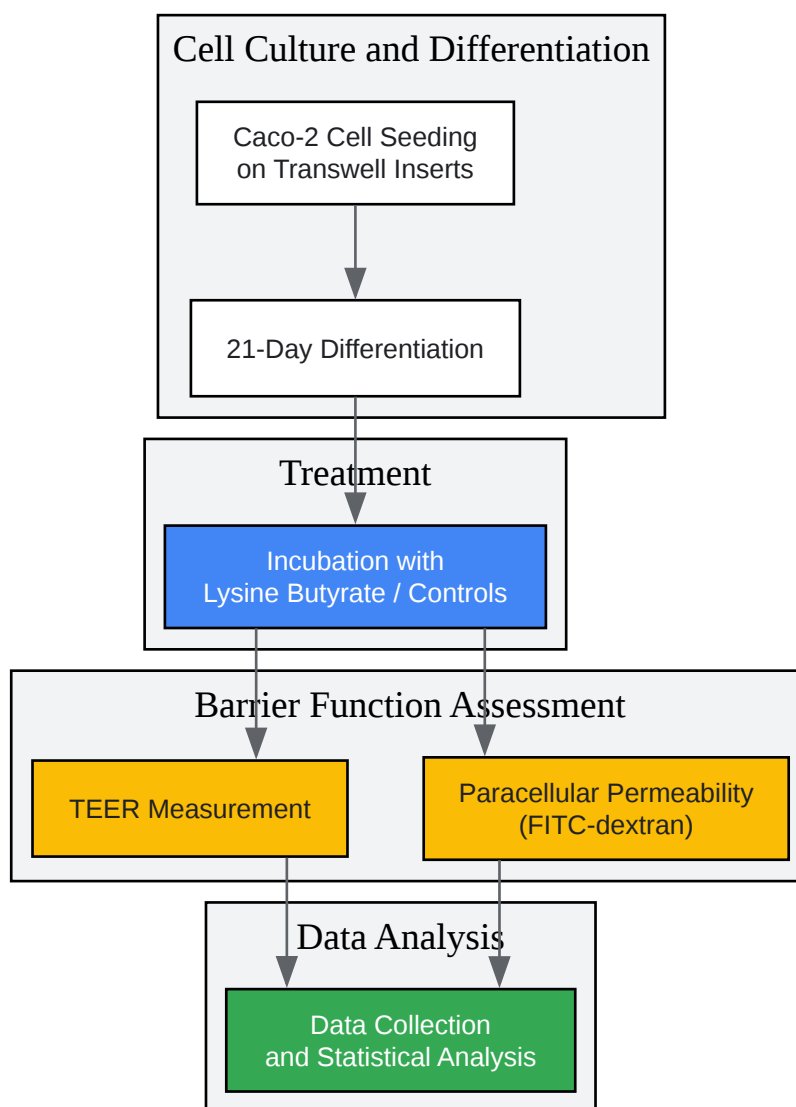 Cell Culture and Differentiation
Caco-2 Cell Seeding
on Transwell Inserts
21-Day Differentiation
Treatment
Incubation with
Lysine Butyrate / Controls
Barrier Function Assessment
TEER Measurement
Paracellular Permeability
(FITC-dextran)
Data Analysis
Data Collection
and Statistical Analysis